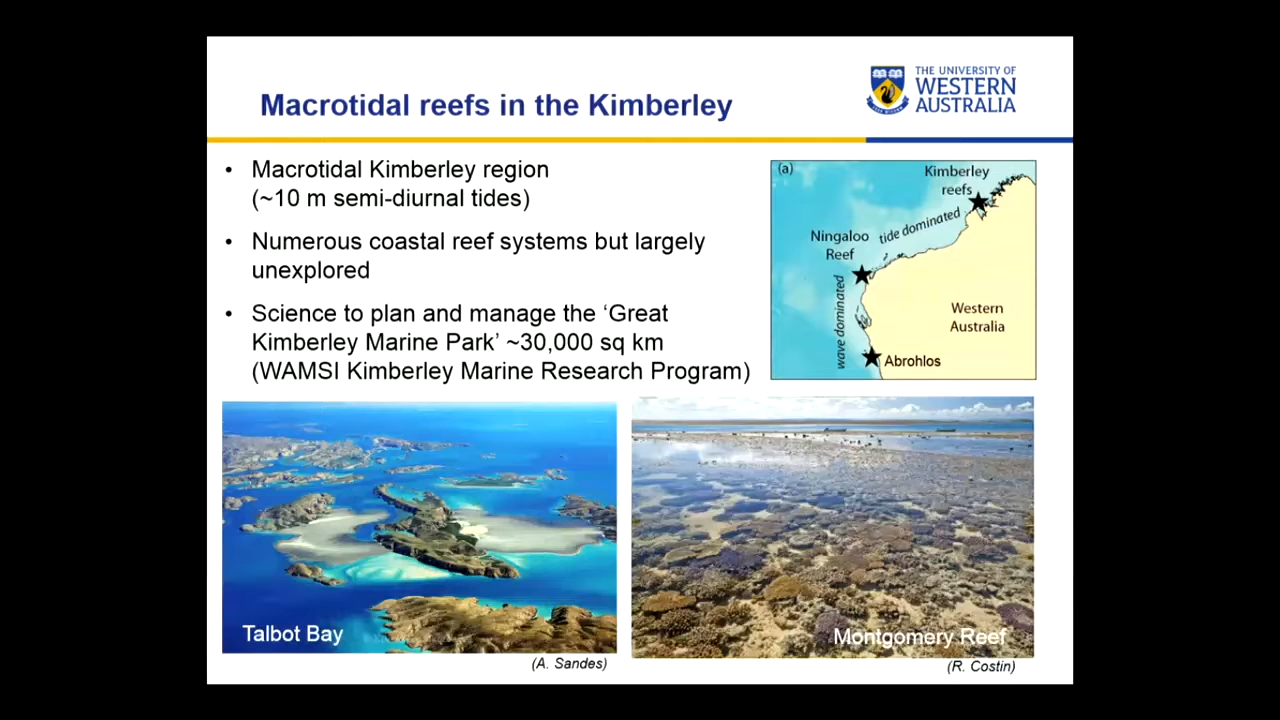 THE UNIVERSITY OF
WESTERN
AUSTRALIA
Macrotidal reefs in the Kimberley
• Macrotidal Kimberley region
(~10 m semi-diurnal tides)
• Numerous coastal reef systems but largely
unexplored
• Science to plan and manage the ‘Great
Kimberley Marine Park’ ~30,000 sq km
(WAMSI Kimberley Marine Research Program)
(a)
Kimberley
reefs
tide dominated
Ningaloo
Reef
wave dominated
Western
Australia
Abrohlos
Talbot Bay
(A. Sandes)
Montgomery Reef
(R. Costin)